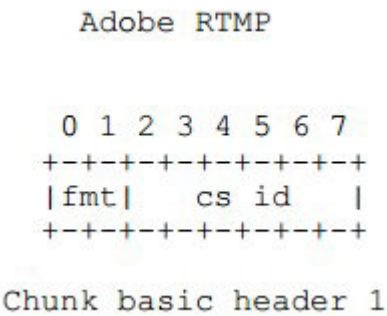 Adobe RTMP
0 1 2 3 4 5 6 7
+-+-+-+-+-+-+-+-+
|fmt| cs id |
+-+-+-+-+-+-+-+-+
Chunk basic header 1